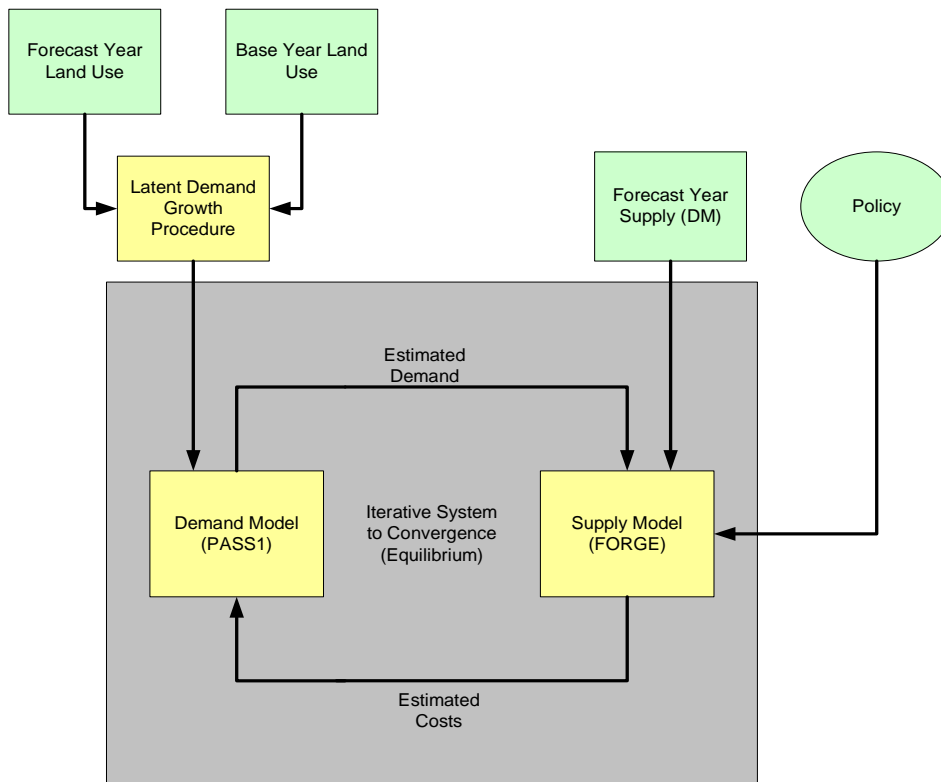 Forecast Year
Land Use
Base Year Land
Use
Latent Demand
Growth
Procedure
Forecast Year
Supply (DM)
Policy
Estimated
Demand
Demand Model
(PASS1)
Iterative System
to Convergence
(Equilibrium)
Supply Model
(FORGE)
Estimated
Costs